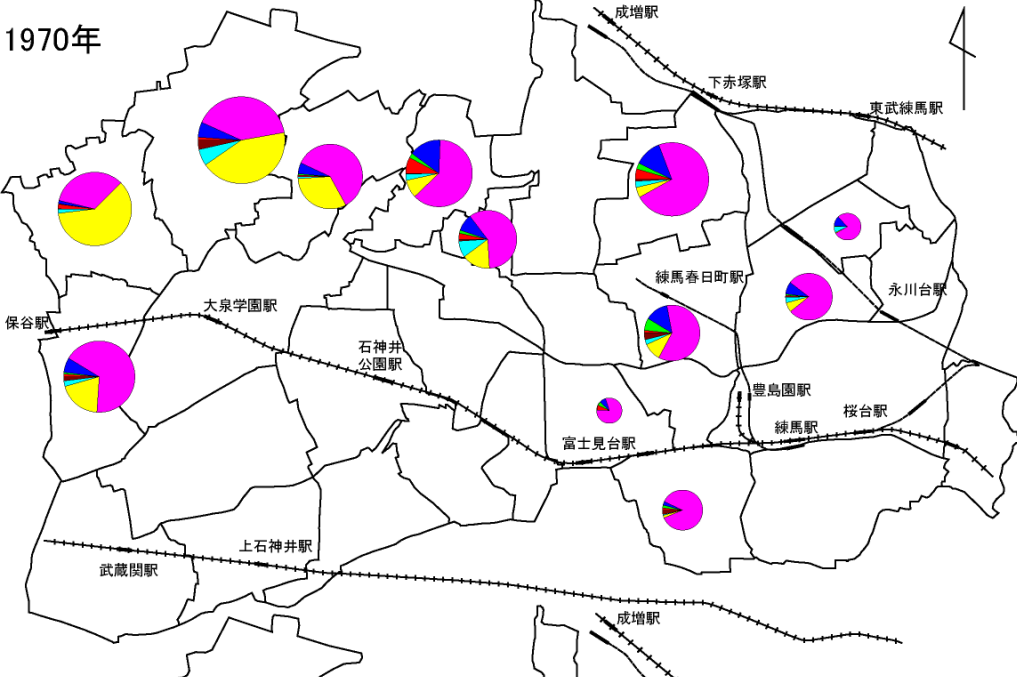 1970年
成増駅
下赤塚駅
東武練馬駅
練馬春日町駅
永川台駅
大泉学園駅
保谷駅
石神井
公園駅
豊島園駅
桜台駅
練馬駅
富士見台駅
上石神井駅
武蔵関駅
成増駅